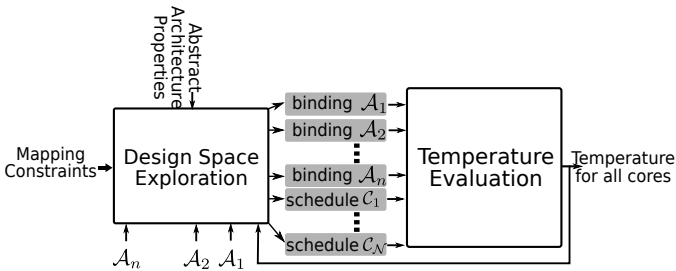 Abstract
Architecture
Properties
binding 𝒜₁
binding 𝒜₂
Mapping
Constraints
Design Space
Exploration
binding 𝒜ₙ
schedule 𝒞₁
schedule 𝒞_N
Temperature
Evaluation
Temperature
for all cores
𝒜ₙ
𝒜₂
𝒜₁